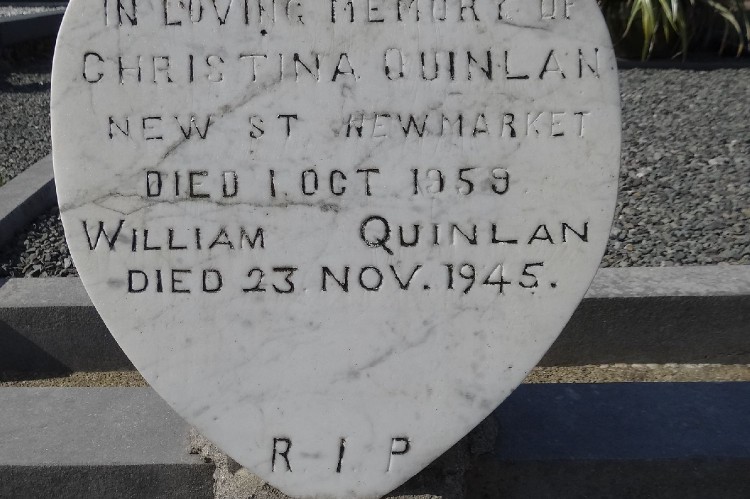 IN LOVING MEMORY OF
CHRISTINA QUINLAN
NEW ST NEWMARKET
DIED 1 OCT 1959
WILLIAM QUINLAN
DIED 23 NOV. 1945.
R I P